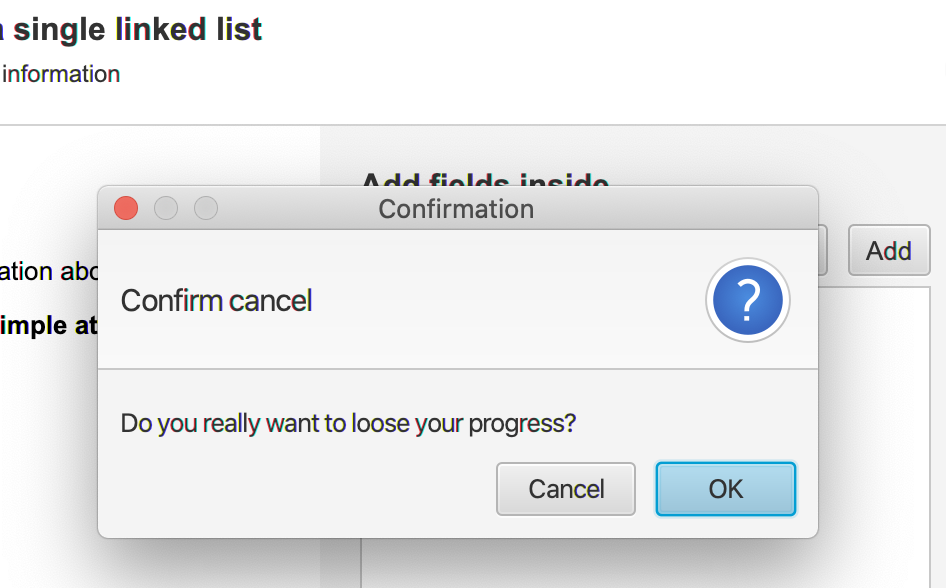 a single linked list
information
Add fields inside
Confirmation
Add
ation abo
Confirm cancel
?
imple at
Do you really want to loose your progress?
Cancel
OK